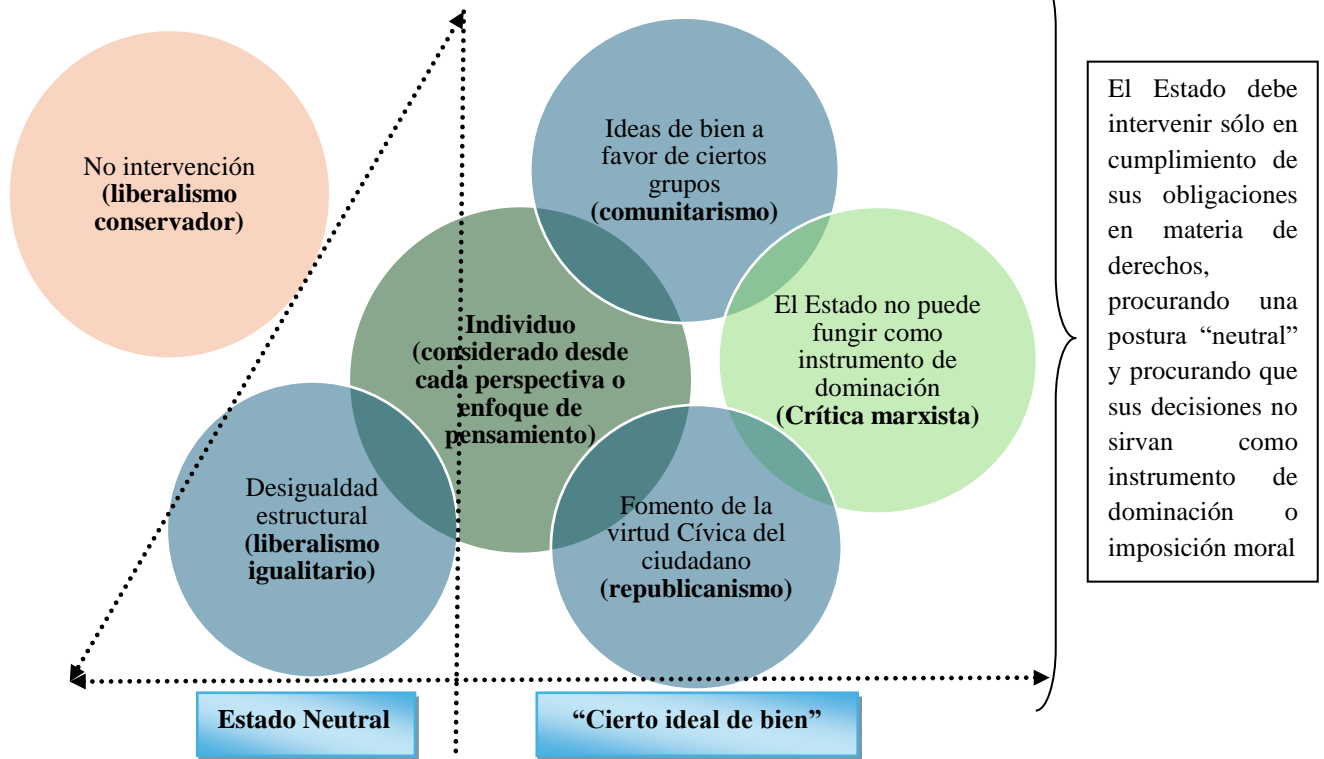 No intervención
(liberalismo
conservador)
Ideas de bien a
favor de ciertos
grupos
(comunitarismo)
Individuo
(considerado desde
cada perspectiva o
enfoque de
pensamiento)
El Estado no puede
fungir como
instrumento de
dominación
(Crítica marxista)
Desigualdad
estructural
(liberalismo
igualitario)
Fomento de la
virtud Cívica del
ciudadano
(republicanismo)
Estado Neutral
“Cierto ideal de bien”
El Estado debe
intervenir sólo en
cumplimiento de
sus obligaciones
en materia de
derechos,
procurando una
postura “neutral”
y procurando que
sus decisiones no
sirvan como
instrumento de
dominación o
imposición moral